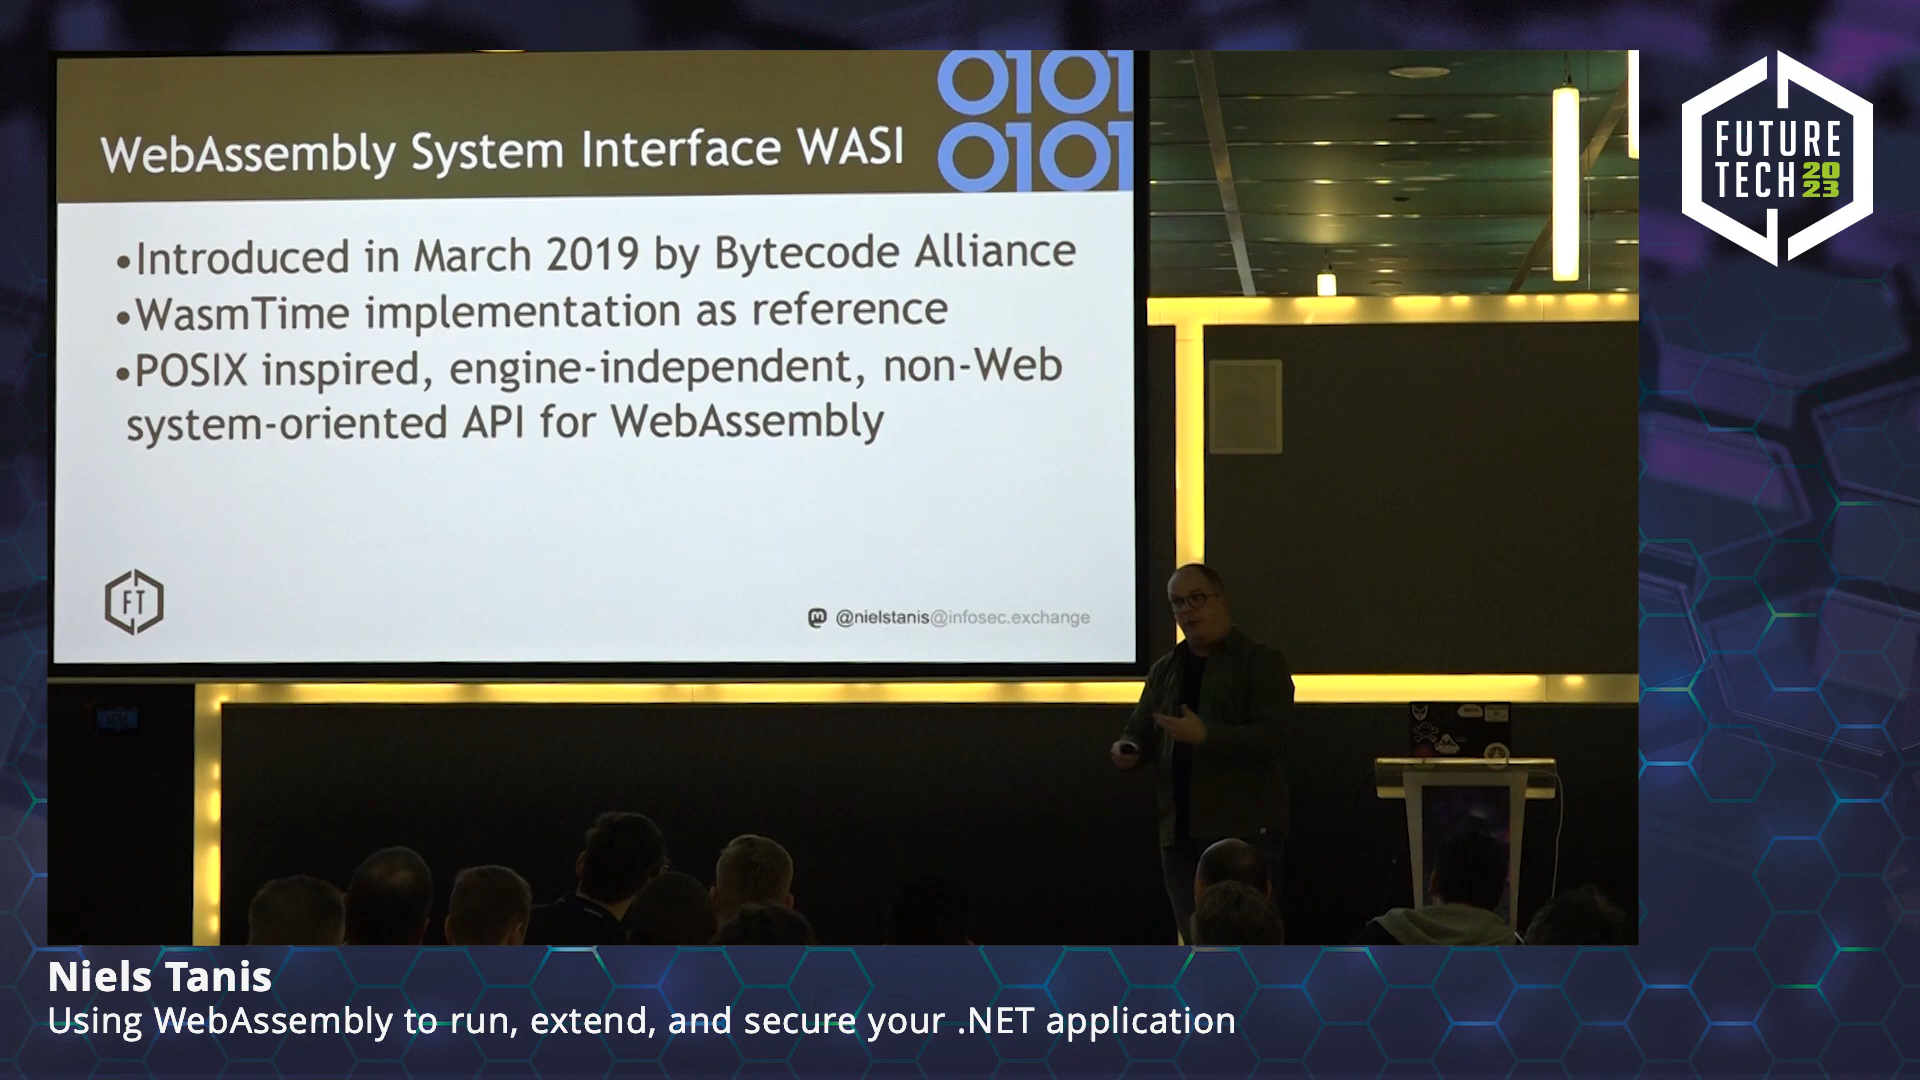 WebAssembly System Interface WASI
0101
0101
•Introduced in March 2019 by Bytecode Alliance
•WasmTime implementation as reference
•POSIX inspired, engine-independent, non-Web
system-oriented API for WebAssembly
FT
@nielstanis@infosec.exchange
FUTURE
TECH 20
23
Niels Tanis
Using WebAssembly to run, extend, and secure your .NET application